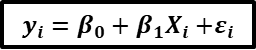 yᵢ = β₀ + β₁Xᵢ +εᵢ